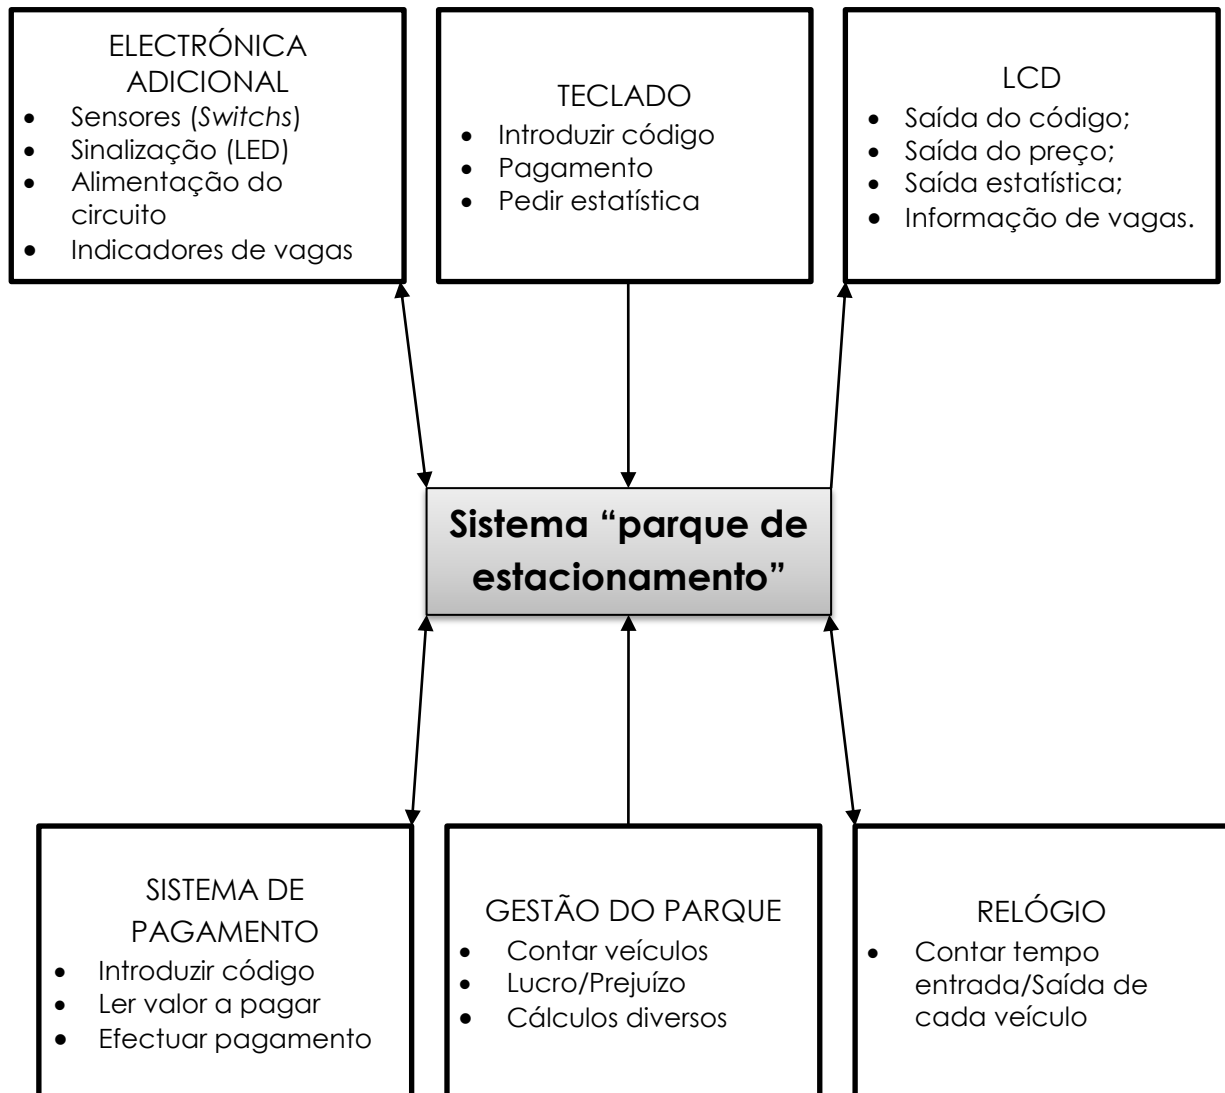 ELECTRÓNICA
ADICIONAL
• Sensores (Switchs)
• Sinalização (LED)
• Alimentação do
circuito
• Indicadores de vagas
TECLADO
• Introduzir código
• Pagamento
• Pedir estatística
LCD
• Saída do código;
• Saída do preço;
• Saída estatística;
• Informação de vagas.
Sistema “parque de
estacionamento”
SISTEMA DE
PAGAMENTO
• Introduzir código
• Ler valor a pagar
• Efectuar pagamento
GESTÃO DO PARQUE
• Contar veículos
• Lucro/Prejuízo
• Cálculos diversos
RELÓGIO
• Contar tempo
entrada/Saída de
cada veículo